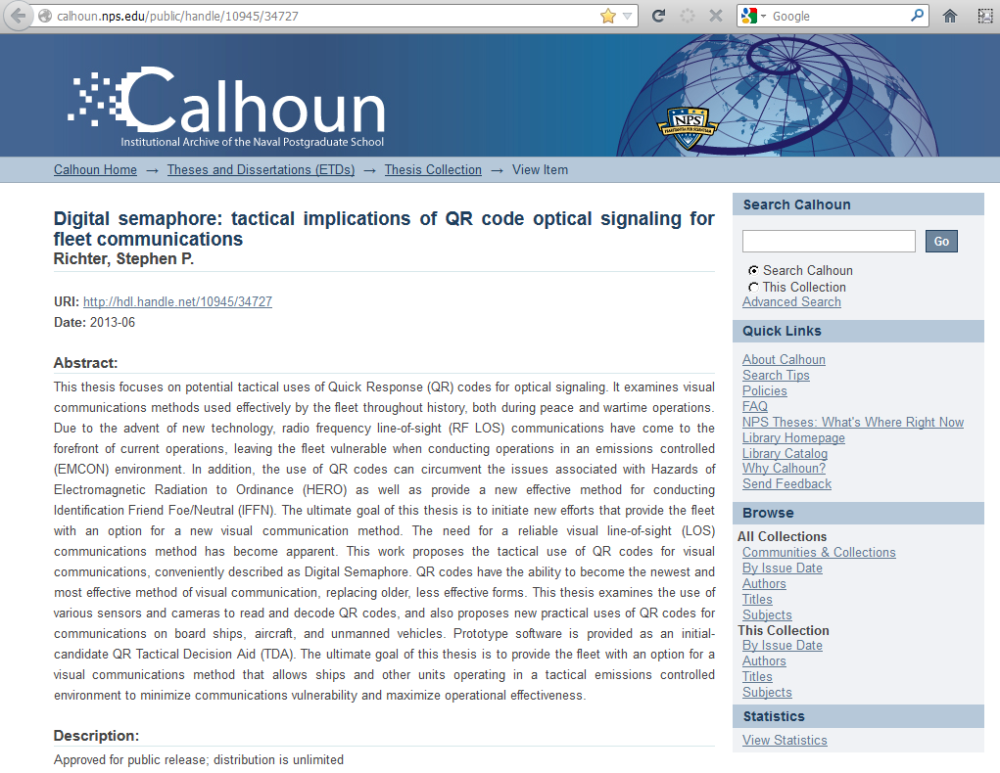 calhoun.nps.edu/public/handle/10945/34727
Google
Calhoun
Institutional Archive of the Naval Postgraduate School
NPS
Calhoun Home → Theses and Dissertations (ETDs) → Thesis Collection → View Item
Digital semaphore: tactical implications of QR code optical signaling for
fleet communications
Richter, Stephen P.
URI: http://hdl.handle.net/10945/34727
Date: 2013-06
Abstract:
This thesis focuses on potential tactical uses of Quick Response (QR) codes for optical signaling. It examines visual
communications methods used effectively by the fleet throughout history, both during peace and wartime operations.
Due to the advent of new technology, radio frequency line-of-sight (RF LOS) communications have come to the
forefront of current operations, leaving the fleet vulnerable when conducting operations in an emissions controlled
(EMCON) environment. In addition, the use of QR codes can circumvent the issues associated with Hazards of
Electromagnetic Radiation to Ordinance (HERO) as well as provide a new effective method for conducting
Identification Friend Foe/Neutral (IFFN). The ultimate goal of this thesis is to initiate new efforts that provide the fleet
with an option for a new visual communication method. The need for a reliable visual line-of-sight (LOS)
communications method has become apparent. This work proposes the tactical use of QR codes for visual
communications, conveniently described as Digital Semaphore. QR codes have the ability to become the newest and
most effective method of visual communication, replacing older, less effective forms. This thesis examines the use of
various sensors and cameras to read and decode QR codes, and also proposes new practical uses of QR codes for
communications on board ships, aircraft, and unmanned vehicles. Prototype software is provided as an initial-
candidate QR Tactical Decision Aid (TDA). The ultimate goal of this thesis is to provide the fleet with an option for a
visual communications method that allows ships and other units operating in a tactical emissions controlled
environment to minimize communications vulnerability and maximize operational effectiveness.
Description:
Approved for public release; distribution is unlimited
Search Calhoun
Go
Search Calhoun
This Collection
Advanced Search
Quick Links
About Calhoun
Search Tips
Policies
FAQ
NPS Theses: What's Where Right Now
Library Homepage
Library Catalog
Why Calhoun?
Send Feedback
Browse
All Collections
Communities & Collections
By Issue Date
Authors
Titles
Subjects
This Collection
By Issue Date
Authors
Titles
Subjects
Statistics
View Statistics